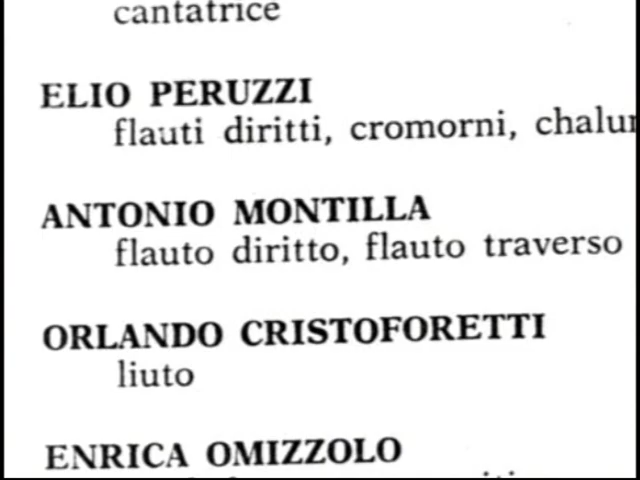 cantatrice
ELIO PERUZZI
flauti diritti, cromorni,
ANTONIO MONTILLA
flauto diritto, flauto traverso
ORLANDO CRISTOFORETTI
liuto
ENRICA OMIZZOLO